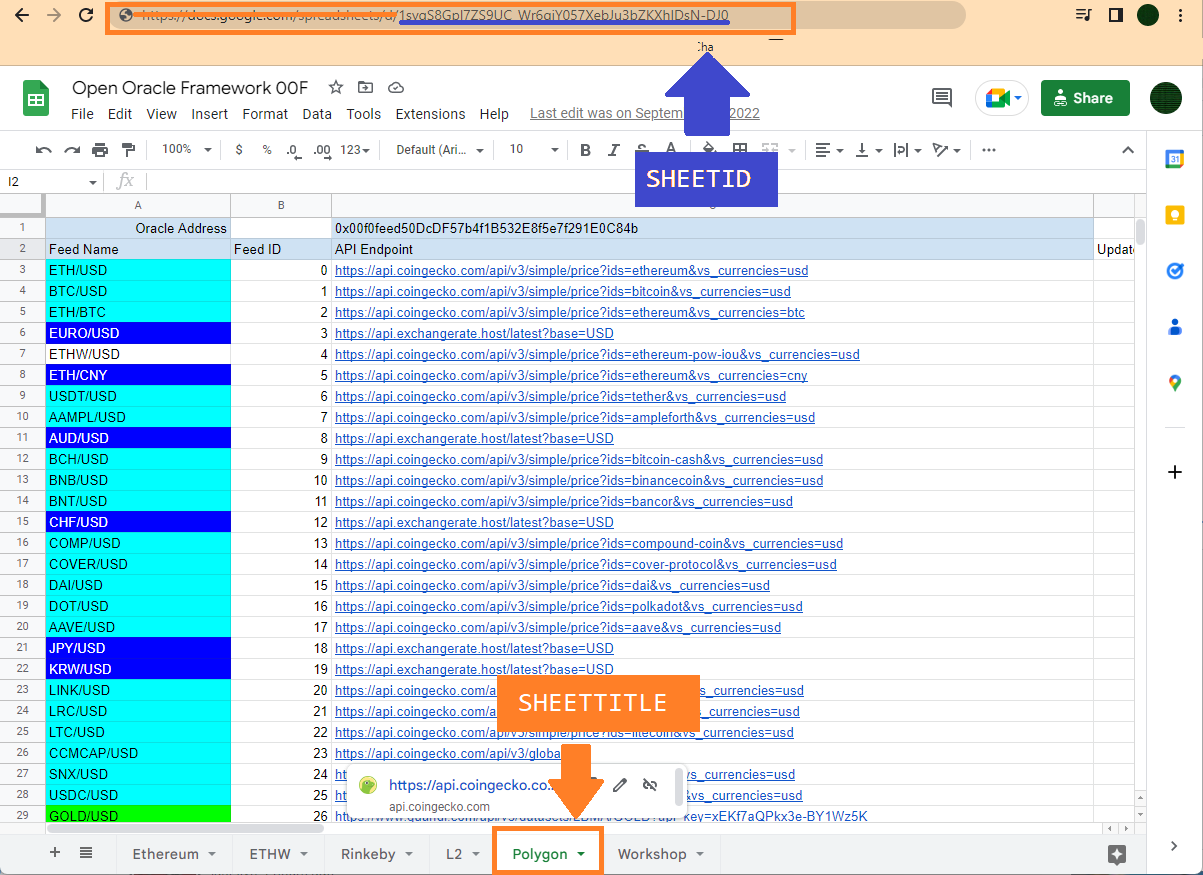 https://docs.google.com/spreadsheets/d/
Cha
Open Oracle Framework 00F
File Edit View Insert Format Data Tools Extensions Help Last edit was on Septem 2022
Share
100% $ % .0 .00 123 Default (Ari... 10 B I S A
SHEETID
I2 fx
A B
1 Oracle Address 0x00f0feed50DcDF57b4f1B532E8f5e7f291E0C84b
2 Feed Name Feed ID API Endpoint Update
3 ETH/USD 0 https://api.coingecko.com/api/v3/simple/price?ids=ethereum&vs_currencies=usd
4 BTC/USD 1 https://api.coingecko.com/api/v3/simple/price?ids=bitcoin&vs_currencies=usd
5 ETH/BTC 2 https://api.coingecko.com/api/v3/simple/price?ids=ethereum&vs_currencies=btc
6 EURO/USD 3 https://api.exchangerate.host/latest?base=USD
7 ETHW/USD 4 https://api.coingecko.com/api/v3/simple/price?ids=ethereum-pow-iou&vs_currencies=usd
8 ETH/CNY 5 https://api.coingecko.com/api/v3/simple/price?ids=ethereum&vs_currencies=cny
9 USDT/USD 6 https://api.coingecko.com/api/v3/simple/price?ids=tether&vs_currencies=usd
10 AAMPL/USD 7 https://api.coingecko.com/api/v3/simple/price?ids=ampleforth&vs_currencies=usd
11 AUD/USD 8 https://api.exchangerate.host/latest?base=USD
12 BCH/USD 9 https://api.coingecko.com/api/v3/simple/price?ids=bitcoin-cash&vs_currencies=usd
13 BNB/USD 10 https://api.coingecko.com/api/v3/simple/price?ids=binancecoin&vs_currencies=usd
14 BNT/USD 11 https://api.coingecko.com/api/v3/simple/price?ids=bancor&vs_currencies=usd
15 CHF/USD 12 https://api.exchangerate.host/latest?base=USD
16 COMP/USD 13 https://api.coingecko.com/api/v3/simple/price?ids=compound-coin&vs_currencies=usd
17 COVER/USD 14 https://api.coingecko.com/api/v3/simple/price?ids=cover-protocol&vs_currencies=usd
18 DAI/USD 15 https://api.coingecko.com/api/v3/simple/price?ids=dai&vs_currencies=usd
19 DOT/USD 16 https://api.coingecko.com/api/v3/simple/price?ids=polkadot&vs_currencies=usd
20 AAVE/USD 17 https://api.coingecko.com/api/v3/simple/price?ids=aave&vs_currencies=usd
21 JPY/USD 18 https://api.exchangerate.host/latest?base=USD
22 KRW/USD 19 https://api.exchangerate.host/latest?base=USD
23 LINK/USD 20 https://api.coingecko.com/a s_currencies=usd
24 LRC/USD 21 https://api.coingecko.com/a _currencies=usd
SHEETTITLE
25 LTC/USD 22 https://api.coingecko.com/api/v3/simple/price?ids=litecoin&vs_currencies=usd
26 CCMCAP/USD 23 https://api.coingecko.com/api/v3/globa
27 SNX/USD 24 ht vs_currencies=usd
28 USDC/USD 25 ht vs_currencies=usd
https://api.coingecko.co...
api.coingecko.com
29 GOLD/USD 26 https://www.quandl.com/api/v3/datasets/LBMA/GOLD?api_key=xEKf7aQPkx3e-BY1Wz5K
Ethereum ETHW Rinkeby L2 Polygon Workshop